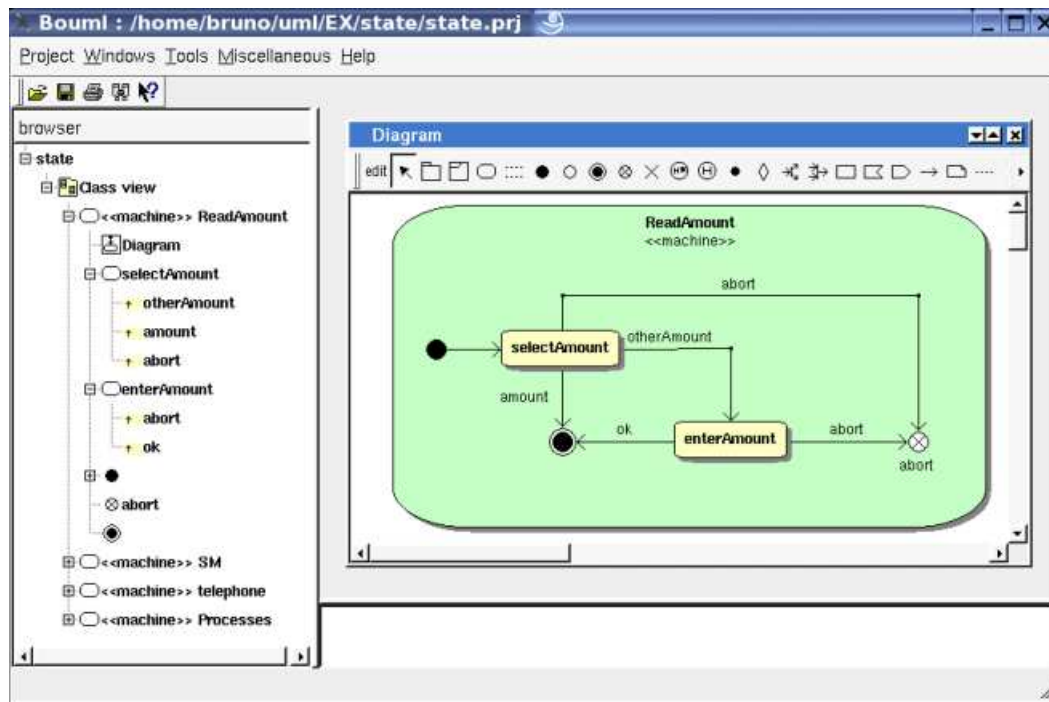 Bouml : /home/bruno/uml/EX/state/state.prj
Project Windows Tools Miscellaneous Help
browser
state
Class view
<<machine>> ReadAmount
Diagram
selectAmount
otherAmount
amount
abort
enterAmount
abort
ok
abort
<<machine>> SM
<<machine>> telephone
<<machine>> Processes
Diagram
edit
ReadAmount
<<machine>>
abort
selectAmount
otherAmount
amount
ok
enterAmount
abort
abort